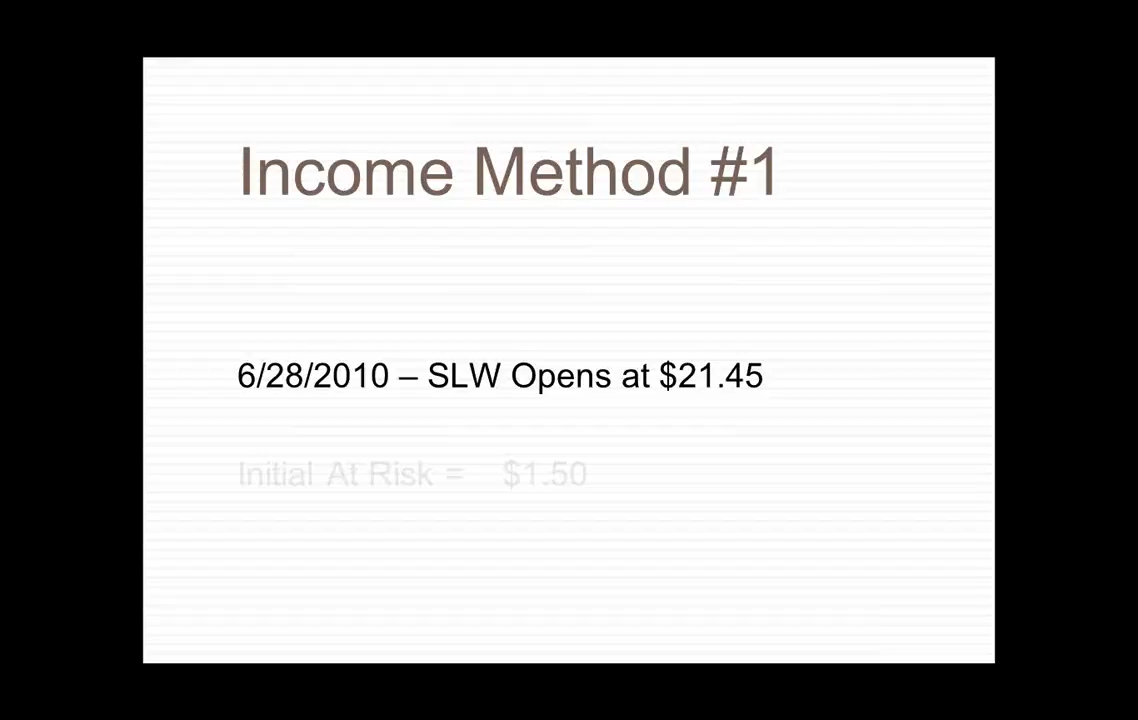 Income Method #1
6/28/2010 – SLW Opens at $21.45
Initial At Risk = $1.50